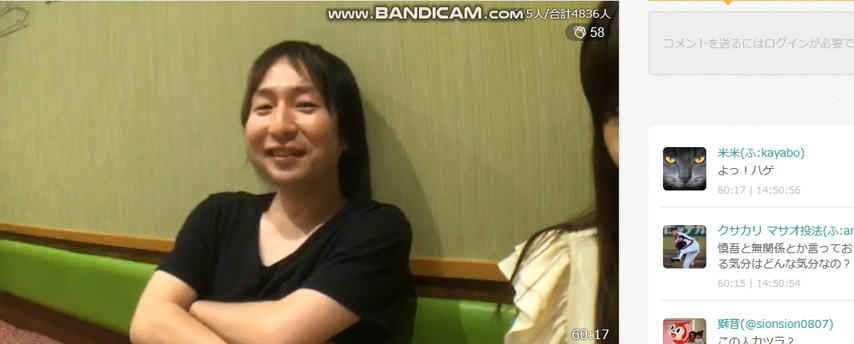 www.BANDICAM.com
5人/合計4836人
58
60:17
コメントを送るにはログインが必要で
米米(ふ:kayabo)
よっ！ハゲ
60:17 | 14:50:56
クサカリ マサオ投法(ふ:ar
慎吾と無関係とか言ってお
る気分はどんな気分なの？
60:15 | 14:50:54
獅音(@sionsion0807)
この人カツラ？